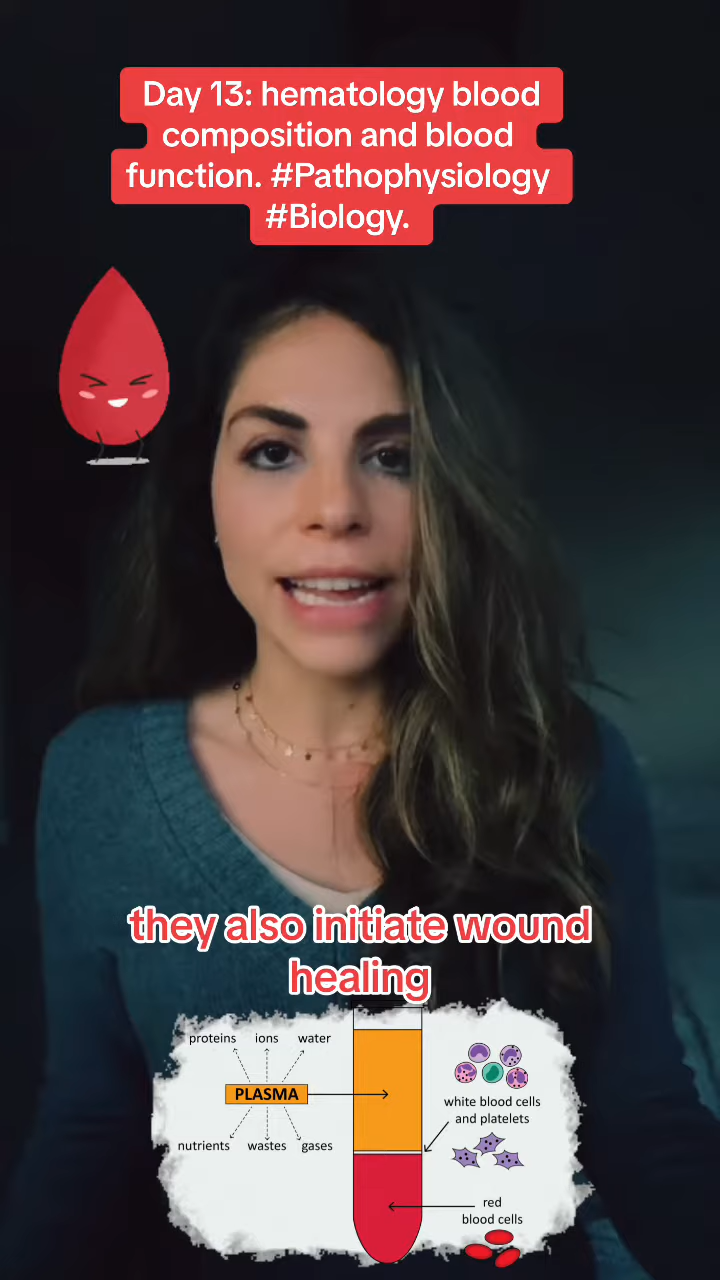 Day 13: hematology blood
composition and blood
function. #Pathophysiology
#Biology.
they also initiate wound
healing
proteins ions water
PLASMA
nutrients wastes gases
white blood cells
and platelets
red
blood cells